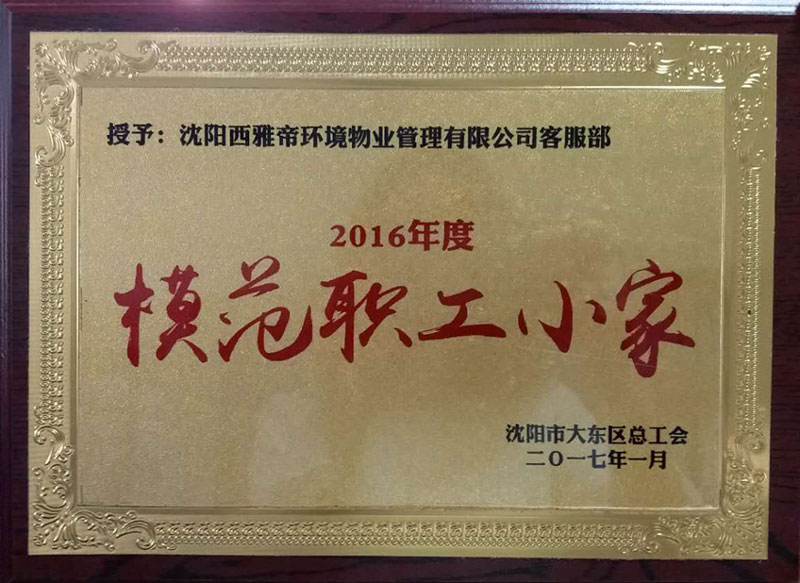 授予：沈阳西雅帝环境物业管理有限公司客服部
2016年度
模范职工小家
沈阳市大东区总工会
二〇一七年一月